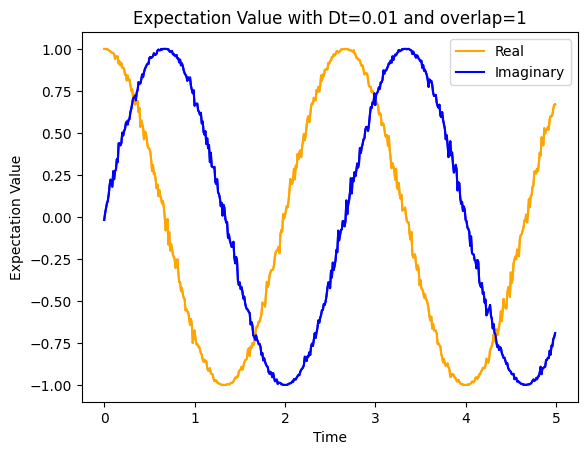 Expectation Value with Dt=0.01 and overlap=1
Real
Imaginary
Expectation Value
1.00
0.75
0.50
0.25
0.00
−0.25
−0.50
−0.75
−1.00
0 1 2 3 4 5
Time